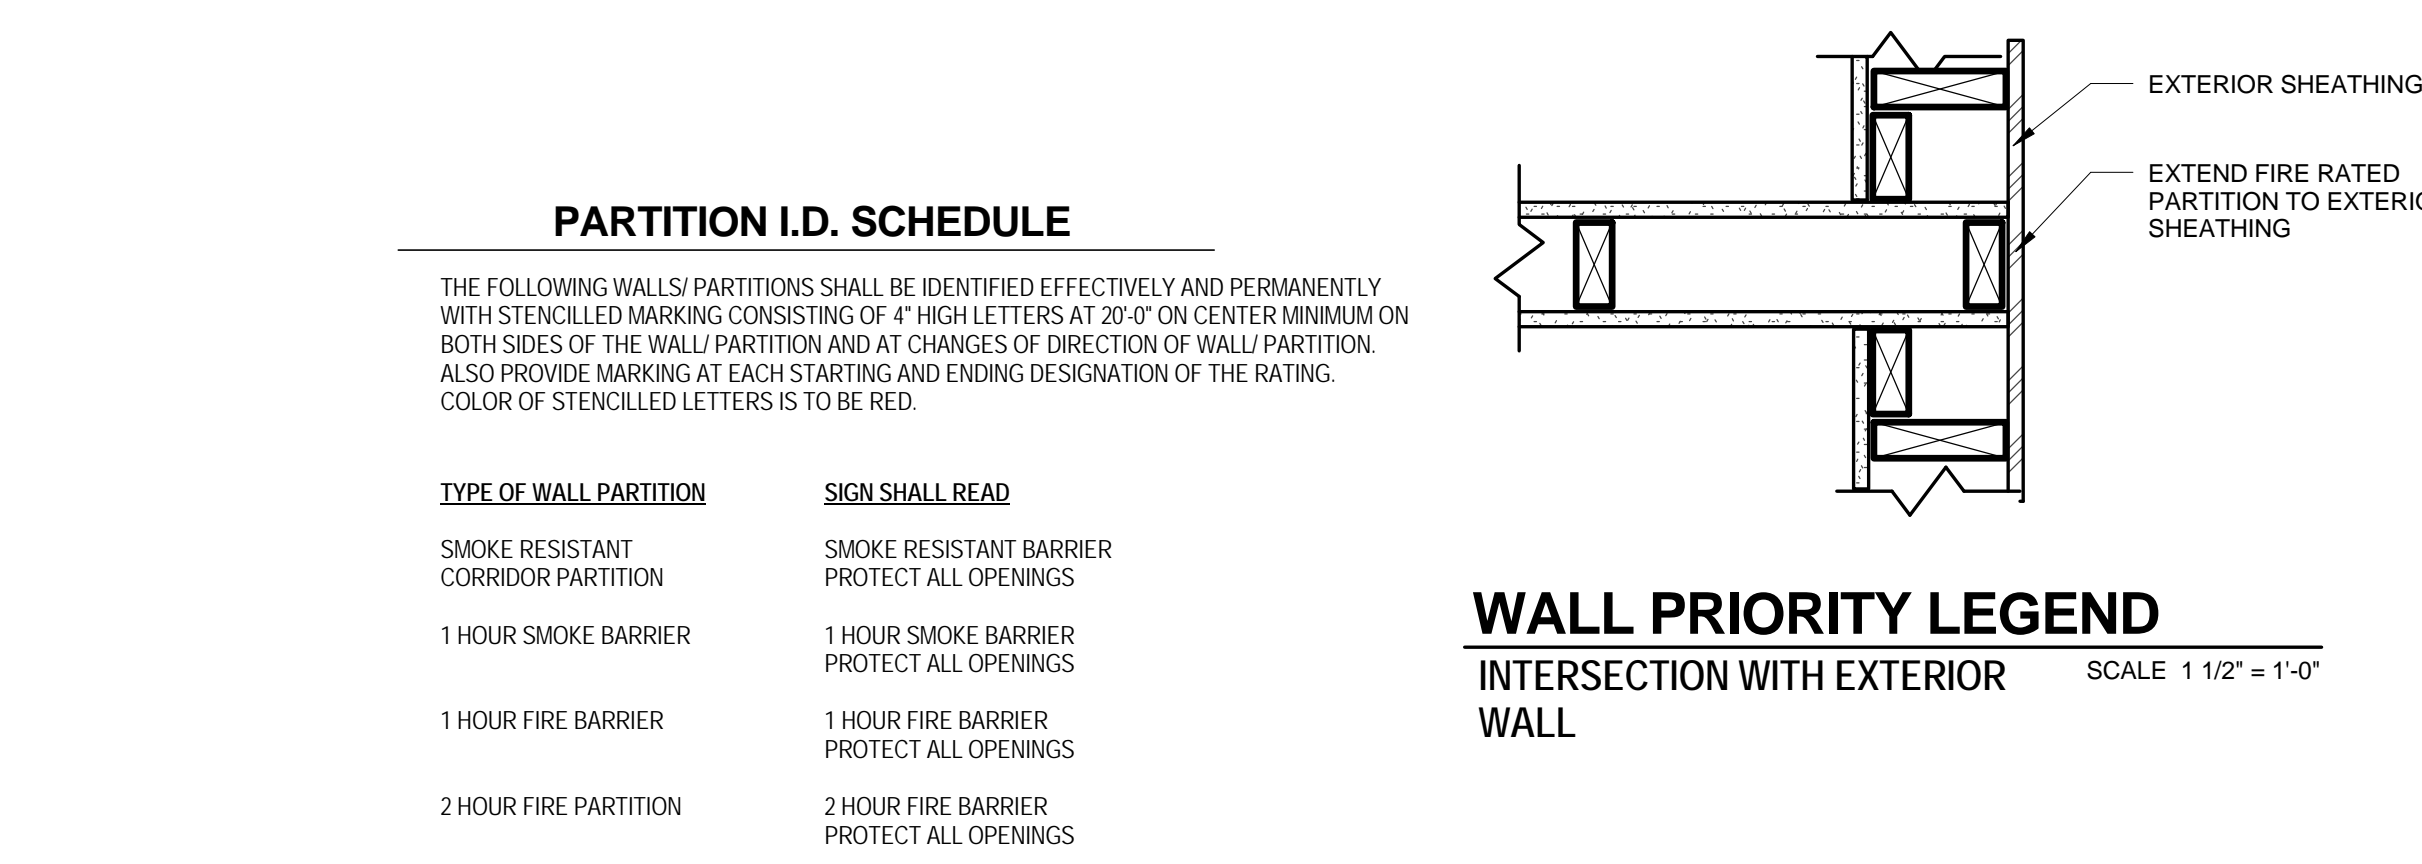 PARTITION I.D. SCHEDULE
THE FOLLOWING WALLS/ PARTITIONS SHALL BE IDENTIFIED EFFECTIVELY AND PERMANENTLY
WITH STENCILLED MARKING CONSISTING OF 4" HIGH LETTERS AT 20'-0" ON CENTER MINIMUM ON
BOTH SIDES OF THE WALL/ PARTITION AND AT CHANGES OF DIRECTION OF WALL/ PARTITION.
ALSO PROVIDE MARKING AT EACH STARTING AND ENDING DESIGNATION OF THE RATING.
COLOR OF STENCILLED LETTERS IS TO BE RED.
TYPE OF WALL PARTITION SIGN SHALL READ
SMOKE RESISTANT SMOKE RESISTANT BARRIER
CORRIDOR PARTITION PROTECT ALL OPENINGS
1 HOUR SMOKE BARRIER 1 HOUR SMOKE BARRIER
PROTECT ALL OPENINGS
1 HOUR FIRE BARRIER 1 HOUR FIRE BARRIER
PROTECT ALL OPENINGS
2 HOUR FIRE PARTITION 2 HOUR FIRE BARRIER
PROTECT ALL OPENINGS
EXTERIOR SHEATHING
EXTEND FIRE RATED
PARTITION TO
SHEATHING
WALL PRIORITY LEGEND
INTERSECTION WITH EXTERIOR SCALE 1 1/2" = 1'-0"
WALL